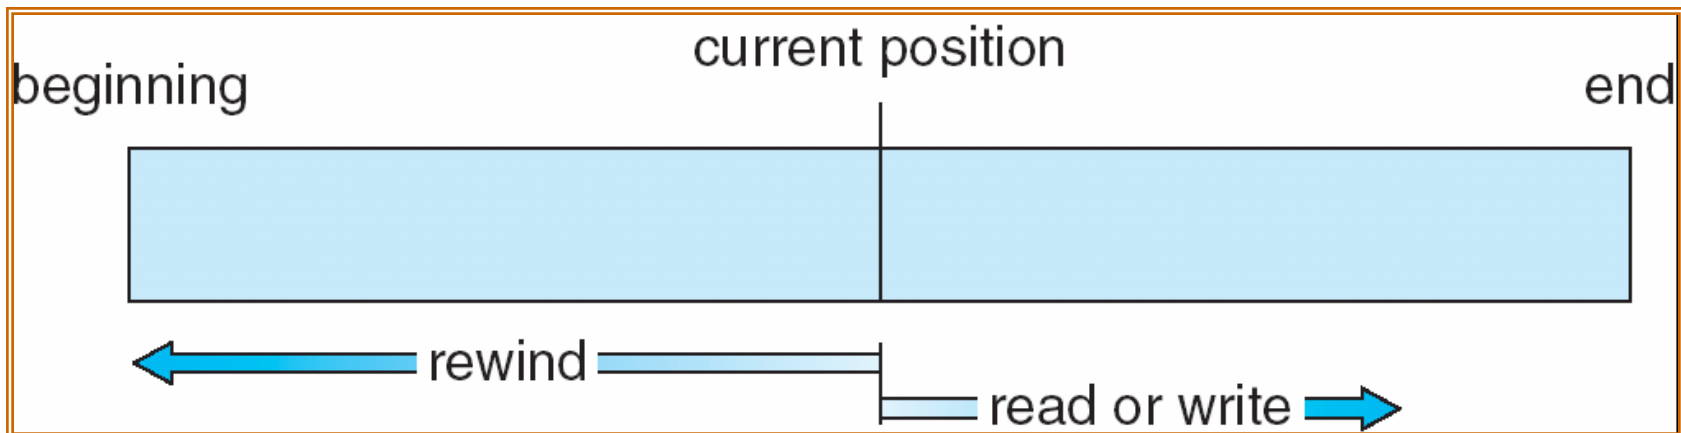 current position
beginning
end
rewind
read or write